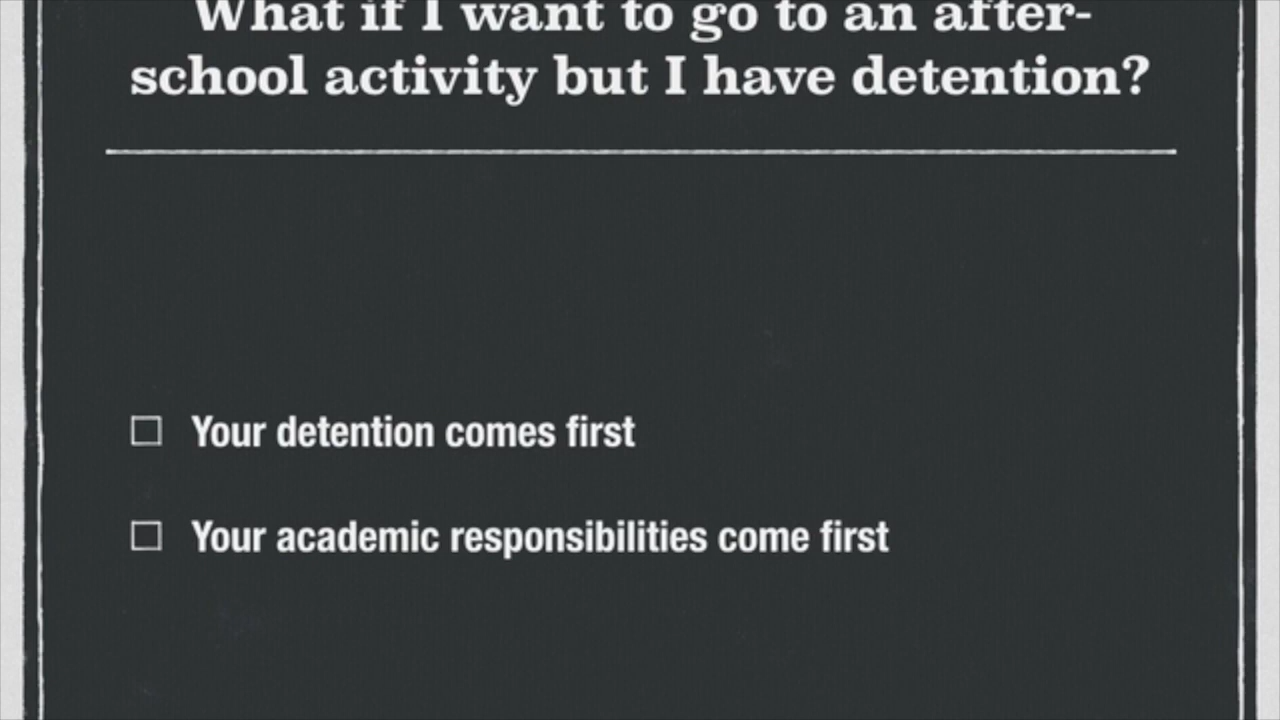 What if I want to go to an after-
school activity but I have detention?
Your detention comes first
Your academic responsibilities come first